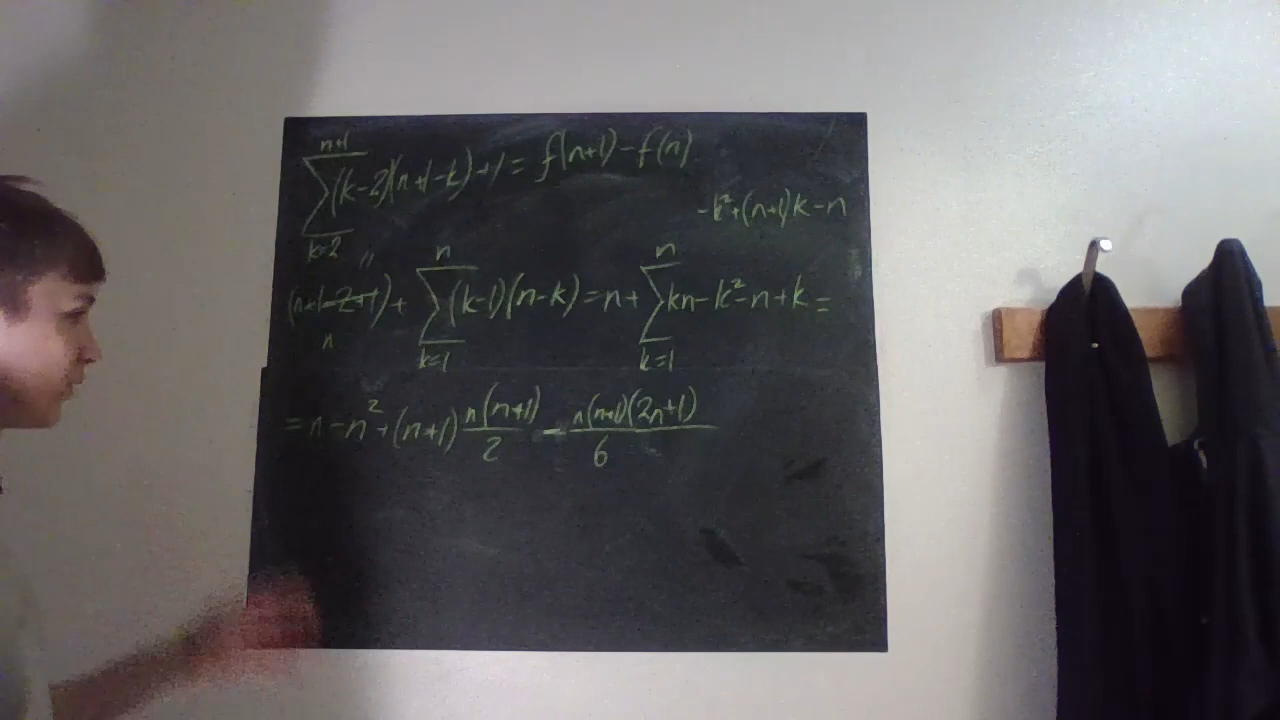 n+1
∑ (k-2)(n+1-k)+1 = f(n+1) - f(n)
k=2
-k²+(n+1)k-n
n n
(n+1-2+1) + ∑ (k-1)(n-k) = n + ∑ kn-k²-n+k =
n k=1 k=1
= n-n²+(n+1) n(n+1)/2 - n(n+1)(2n+1)/6